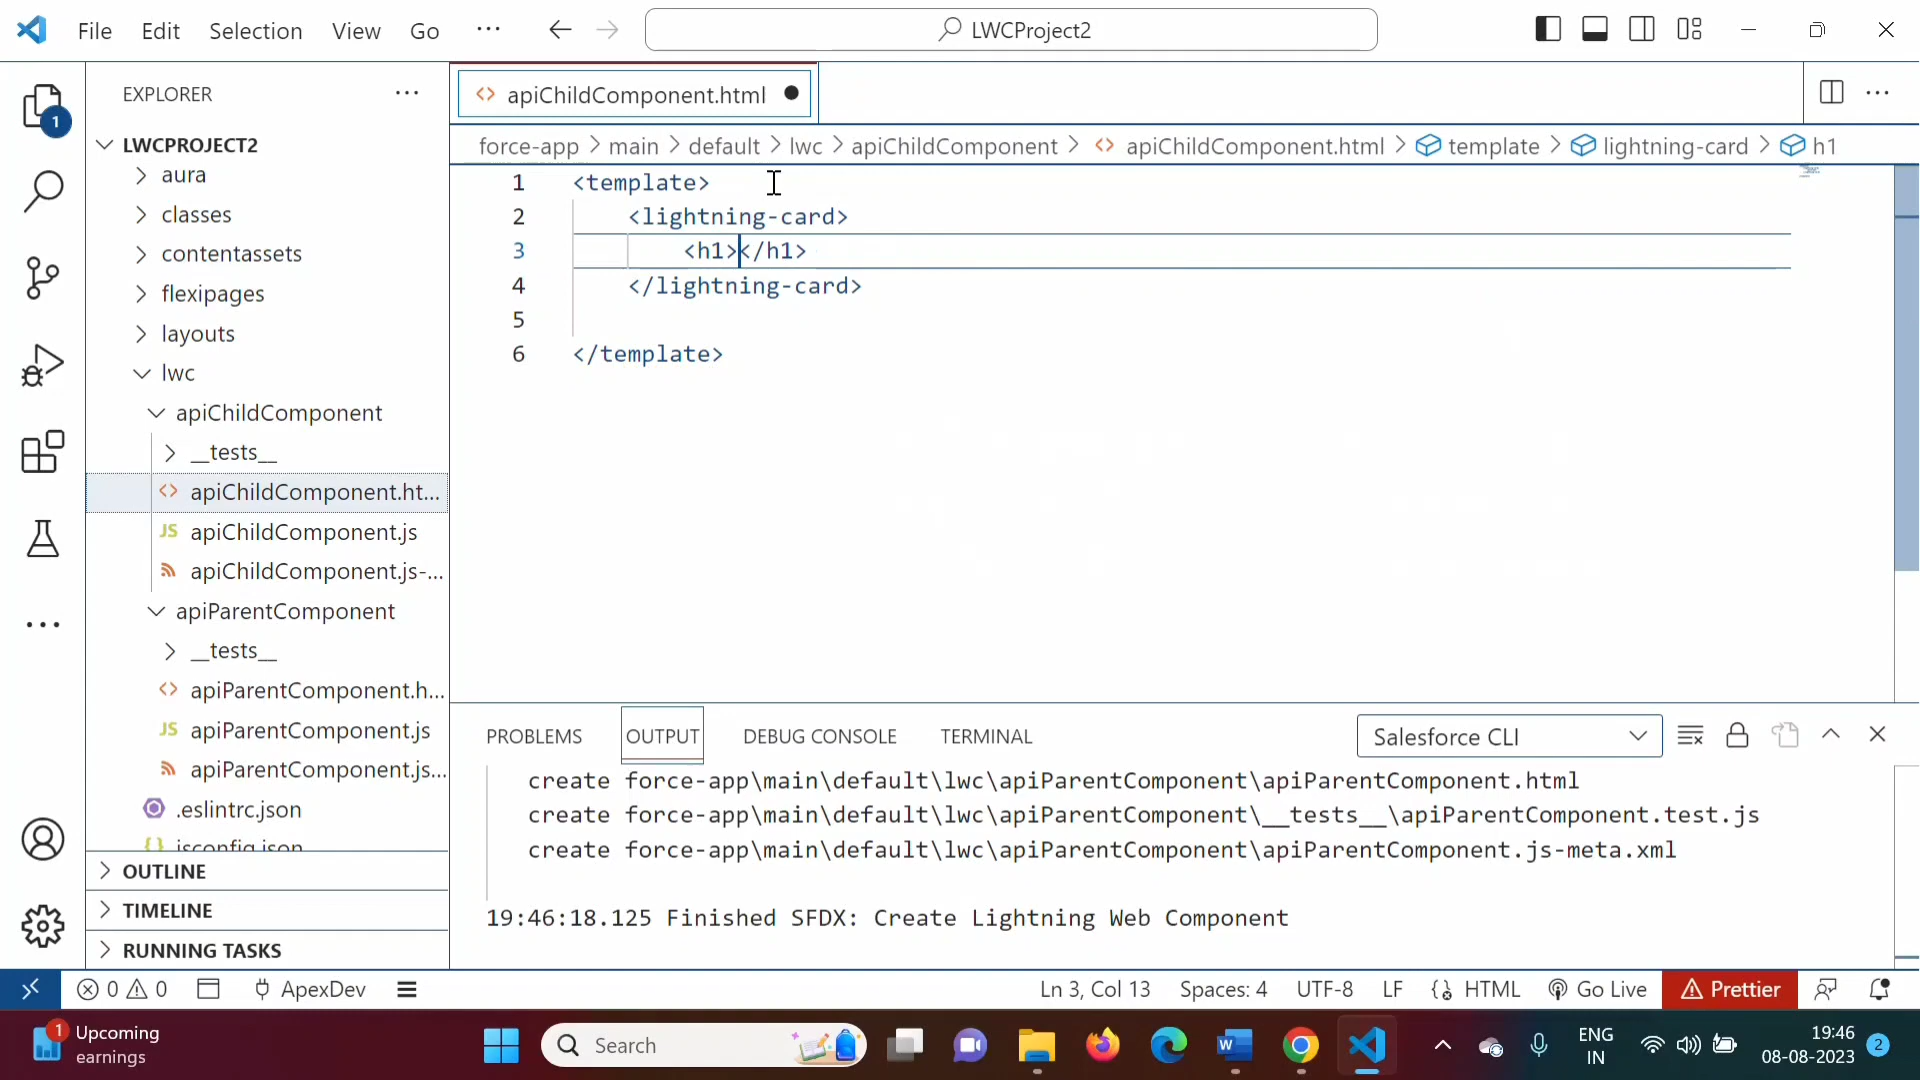 File Edit Selection View Go ··· LWCProject2
EXPLORER ···
1
LWCPROJECT2
aura
classes
contentassets
flexipages
layouts
lwc
apiChildComponent
__tests__
apiChildComponent.ht...
JS apiChildComponent.js
apiChildComponent.js-...
apiParentComponent
__tests__
apiParentComponent.h...
JS apiParentComponent.js
apiParentComponent.js...
.eslintrc.json
{} jsconfig.json
OUTLINE
TIMELINE
RUNNING TASKS
apiChildComponent.html
force-app > main > default > lwc > apiChildComponent > apiChildComponent.html > template > lightning-card > h1
1 <template>
2 <lightning-card>
3 <h1></h1>
4 </lightning-card>
5
6 </template>
PROBLEMS OUTPUT DEBUG CONSOLE TERMINAL Salesforce CLI
create force-app\main\default\lwc\apiParentComponent\apiParentComponent.html
create force-app\main\default\lwc\apiParentComponent\__tests__\apiParentComponent.test.js
create force-app\main\default\lwc\apiParentComponent\apiParentComponent.js-meta.xml
19:46:18.125 Finished SFDX: Create Lightning Web Component
0 0 ApexDev Ln 3, Col 13 Spaces: 4 UTF-8 LF HTML Go Live Prettier
1 Upcoming
earnings
Search
ENG
IN
19:46
08-08-2023
2